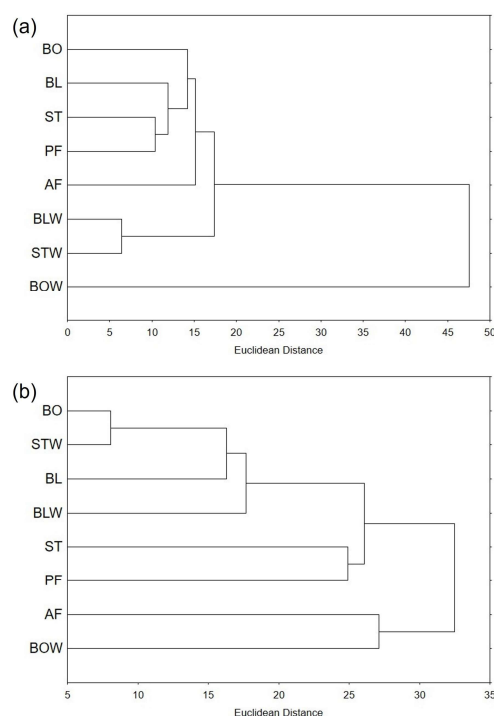 (a)
BO
BL
ST
PF
AF
BLW
STW
BOW
0 5 10 15 20 25 30 35 40 45 50
Euclidean Distance
(b)
BO
STW
BL
BLW
ST
PF
AF
BOW
5 10 15 20 25 30 35
Euclidean Distance